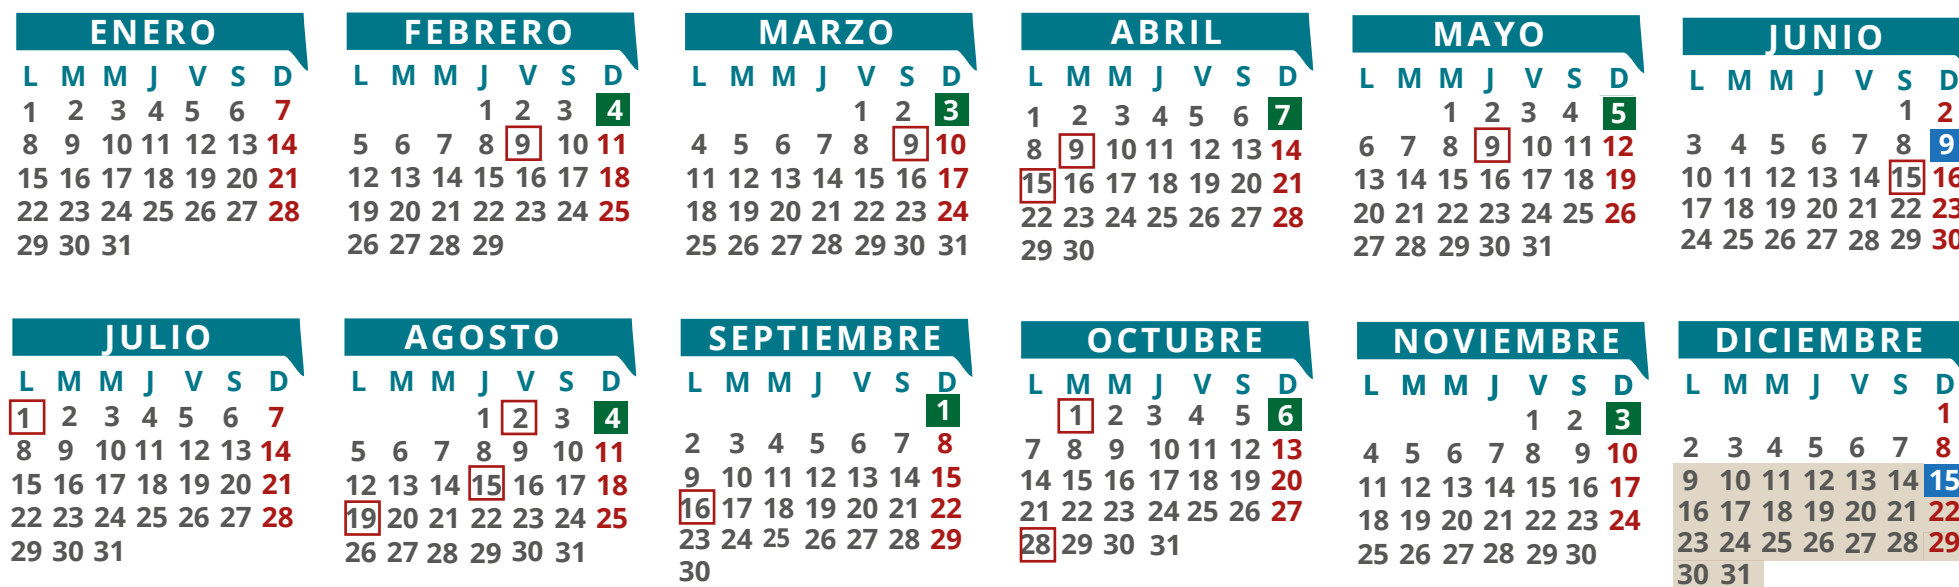 ENERO
L M M J V S D
1 2 3 4 5 6 7
8 9 10 11 12 13 14
15 16 17 18 19 20 21
22 23 24 25 26 27 28
29 30 31
FEBRERO
L M M J V S D
1 2 3 4
5 6 7 8 9 10 11
12 13 14 15 16 17 18
19 20 21 22 23 24 25
26 27 28 29
MARZO
L M M J V S D
1 2 3
4 5 6 7 8 9 10
11 12 13 14 15 16 17
18 19 20 21 22 23 24
25 26 27 28 29 30 31
ABRIL
L M M J V S D
1 2 3 4 5 6 7
8 9 10 11 12 13 14
15 16 17 18 19 20 21
22 23 24 25 26 27 28
29 30
MAYO
L M M J V S D
1 2 3 4 5
6 7 8 9 10 11 12
13 14 15 16 17 18 19
20 21 22 23 24 25 26
27 28 29 30 31
JUNIO
L M M J V S D
1 2
3 4 5 6 7 8 9
10 11 12 13 14 15 16
17 18 19 20 21 22 23
24 25 26 27 28 29 30
JULIO
L M M J V S D
1 2 3 4 5 6 7
8 9 10 11 12 13 14
15 16 17 18 19 20 21
22 23 24 25 26 27 28
29 30 31
AGOSTO
L M M J V S D
1 2 3 4
5 6 7 8 9 10 11
12 13 14 15 16 17 18
19 20 21 22 23 24 25
26 27 28 29 30 31
SEPTIEMBRE
L M M J V S D
1
2 3 4 5 6 7 8
9 10 11 12 13 14 15
16 17 18 19 20 21 22
23 24 25 26 27 28 29
30
OCTUBRE
L M M J V S D
1 2 3 4 5 6
7 8 9 10 11 12 13
14 15 16 17 18 19 20
21 22 23 24 25 26 27
28 29 30 31
NOVIEMBRE
L M M J V S D
1 2 3
4 5 6 7 8 9 10
11 12 13 14 15 16 17
18 19 20 21 22 23 24
25 26 27 28 29 30
DICIEMBRE
L M M J V S D
1
2 3 4 5 6 7 8
9 10 11 12 13 14 15
16 17 18 19 20 21 22
23 24 25 26 27 28 29
30 31